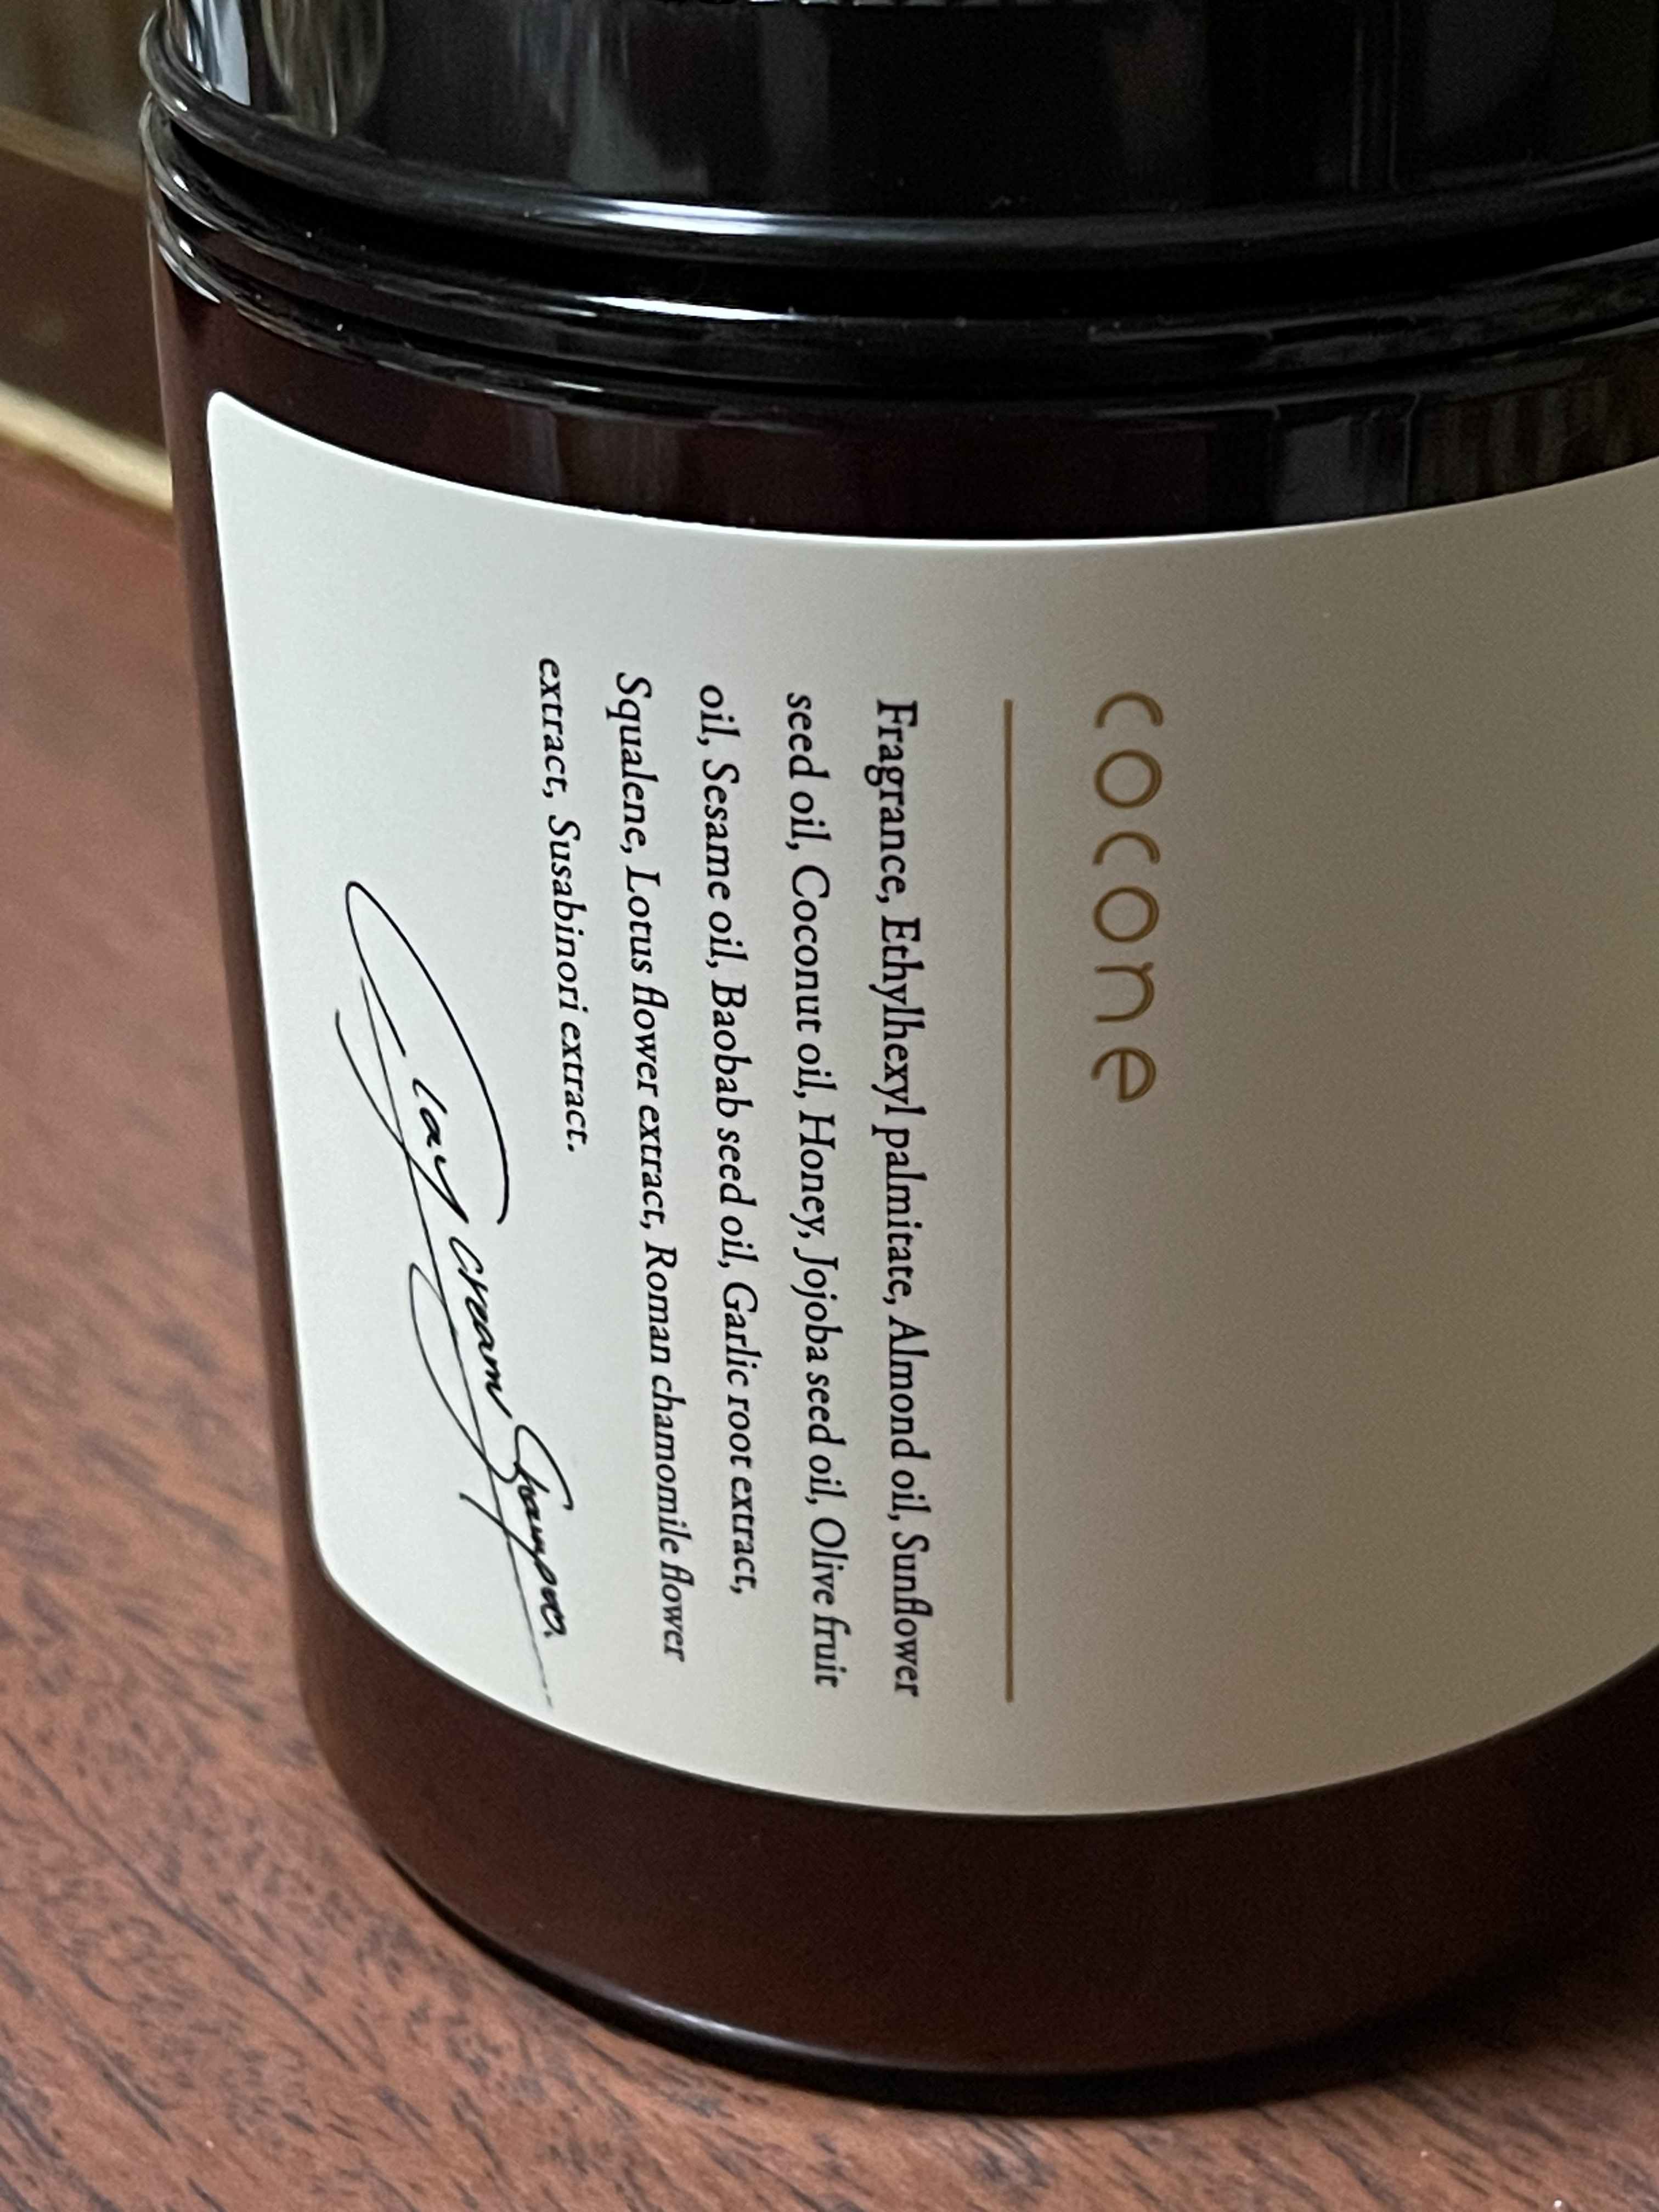 cocone
Fragrance, Ethylhexyl palmitate, Almond oil, Sunflower
seed oil, Coconut oil, Honey, Jojoba seed oil, Olive fruit
oil, Sesame oil, Baobab seed oil, Garlic root extract,
Squalene, Lotus flower extract, Roman chamomile flower
extract, Susabinori extract.
Clay cream Shampoo